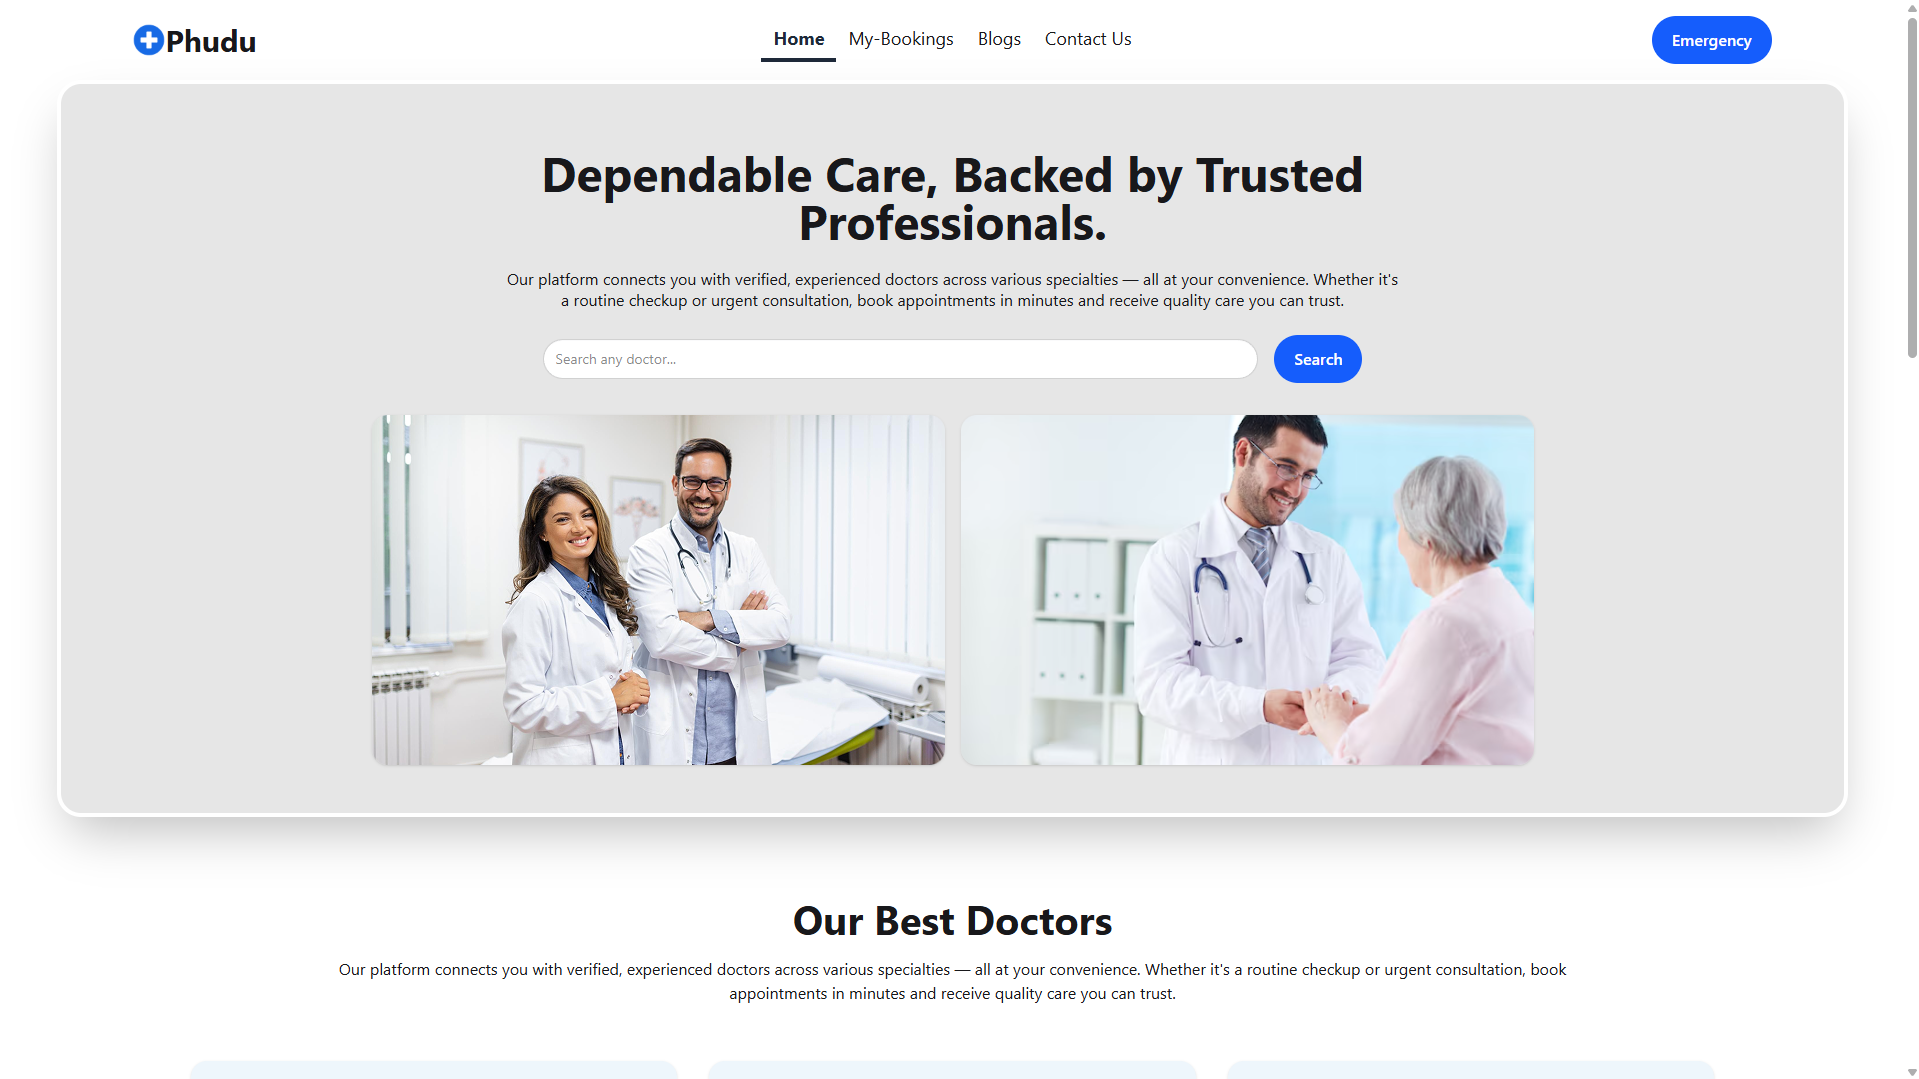 Phudu
Home
My-Bookings
Blogs
Contact Us
Emergency
Dependable Care, Backed by Trusted
Professionals.
Our platform connects you with verified, experienced doctors across various specialties — all at your convenience. Whether it's
a routine checkup or urgent consultation, book appointments in minutes and receive quality care you can trust.
Search any doctor...
Search
Our Best Doctors
Our platform connects you with verified, experienced doctors across various specialties — all at your convenience. Whether it's a routine checkup or urgent consultation, book
appointments in minutes and receive quality care you can trust.